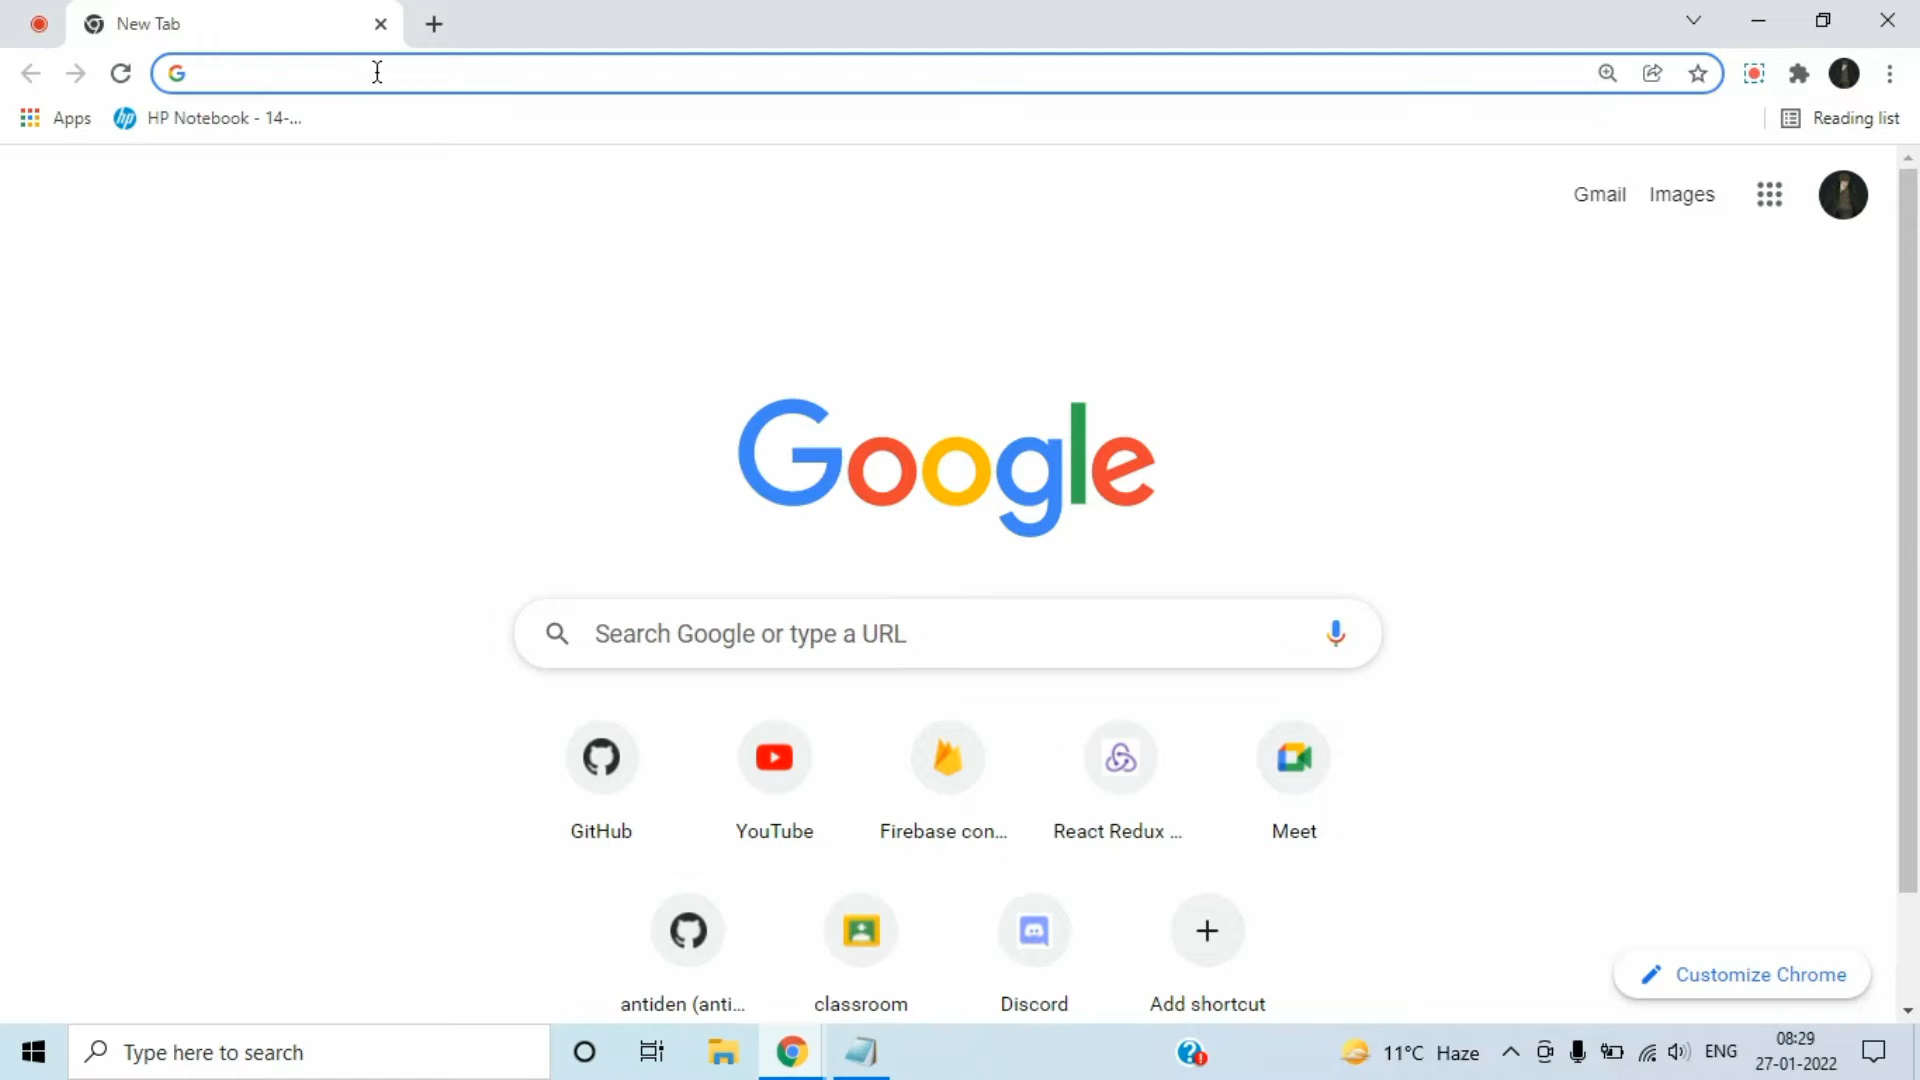 New Tab
Apps
HP Notebook - 14-...
Reading list
Gmail
Images
Google
Search Google or type a URL
GitHub
YouTube
Firebase con...
React Redux ...
Meet
antiden (anti...
classroom
Discord
Add shortcut
Customize Chrome
Type here to search
11°C Haze
ENG
08:29
27-01-2022